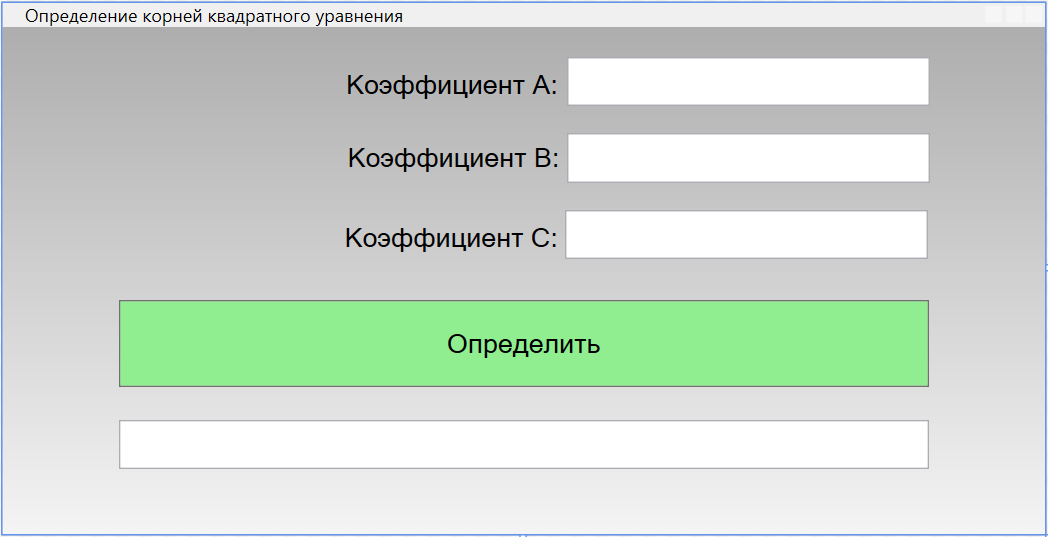 Определение корней квадратного уравнения
Коэффициент А:
Коэффициент В:
Коэффициент С:
Определить